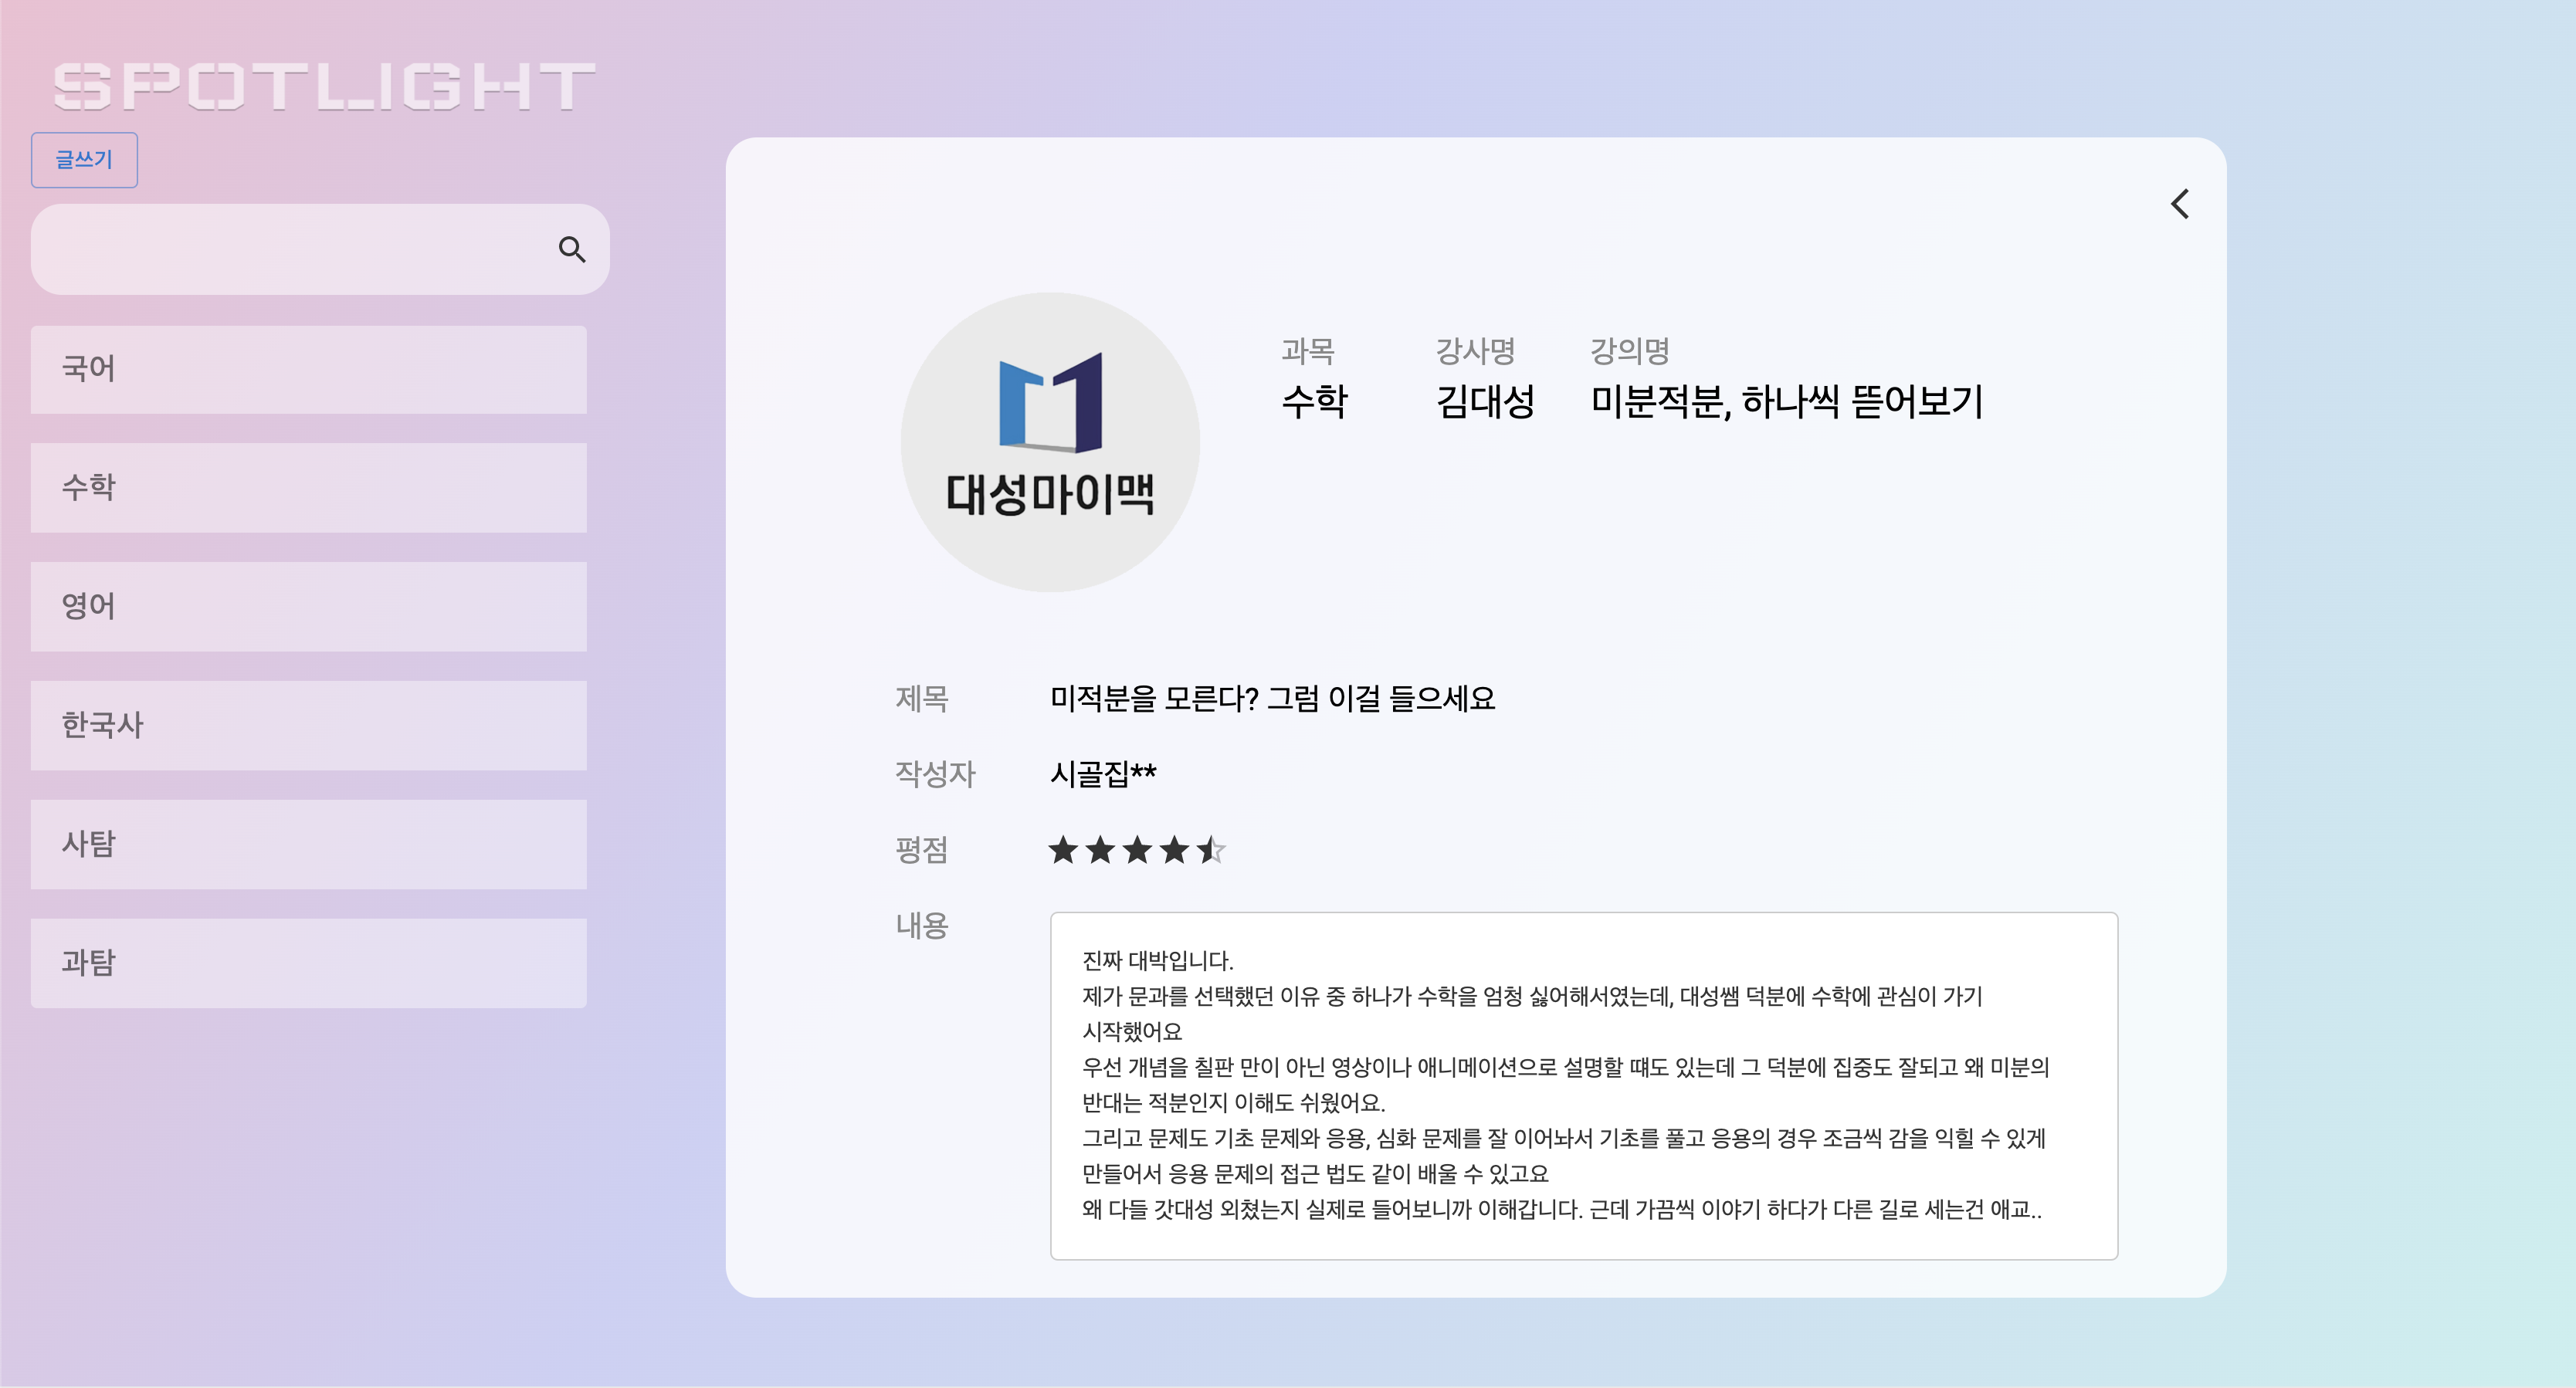 SPOTLIGHT
글쓰기
국어
수학
영어
한국사
사탐
과탐
대성마이맥
과목 강사명 강의명
수학 김대성 미분적분, 하나씩 뜯어보기
제목 미적분을 모른다? 그럼 이걸 들으세요
작성자 시골집**
평점
내용
진짜 대박입니다.
제가 문과를 선택했던 이유 중 하나가 수학을 엄청 싫어해서였는데, 대성쌤 덕분에 수학에 관심이 가기
시작했어요
우선 개념을 칠판 만이 아닌 영상이나 애니메이션으로 설명할 떄도 있는데 그 덕분에 집중도 잘되고 왜 미분의
반대는 적분인지 이해도 쉬웠어요.
그리고 문제도 기초 문제와 응용, 심화 문제를 잘 이어놔서 기초를 풀고 응용의 경우 조금씩 감을 익힐 수 있게
만들어서 응용 문제의 접근 법도 같이 배울 수 있고요
왜 다들 갓대성 외쳤는지 실제로 들어보니까 이해갑니다. 근데 가끔씩 이야기 하다가 다른 길로 세는건 애교..